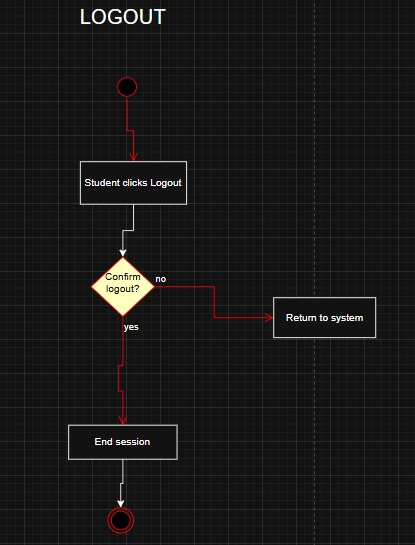 LOGOUT
Student clicks Logout
Confirm
logout?
no
Return to system
yes
End session